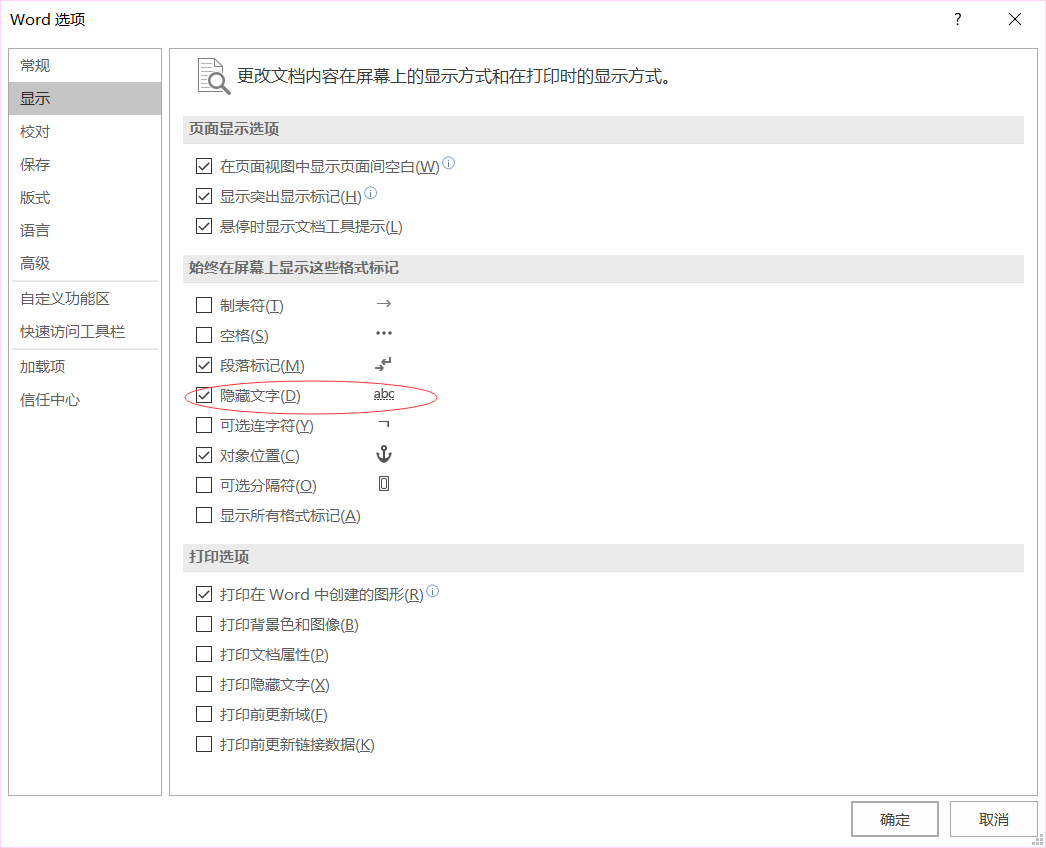 Word 选项
?
常规
显示
校对
保存
版式
语言
高级
自定义功能区
快速访问工具栏
加载项
信任中心
更改文档内容在屏幕上的显示方式和在打印时的显示方式。
页面显示选项
在页面视图中显示页面间空白(W)
显示突出显示标记(H)
悬停时显示文档工具提示(L)
始终在屏幕上显示这些格式标记
制表符(T) →
空格(S) ···
段落标记(M)
隐藏文字(D) abc
可选连字符(Y) ¬
对象位置(C)
可选分隔符(O)
显示所有格式标记(A)
打印选项
打印在 Word 中创建的图形(R)
打印背景色和图像(B)
打印文档属性(P)
打印隐藏文字(X)
打印前更新域(F)
打印前更新链接数据(K)
确定 取消